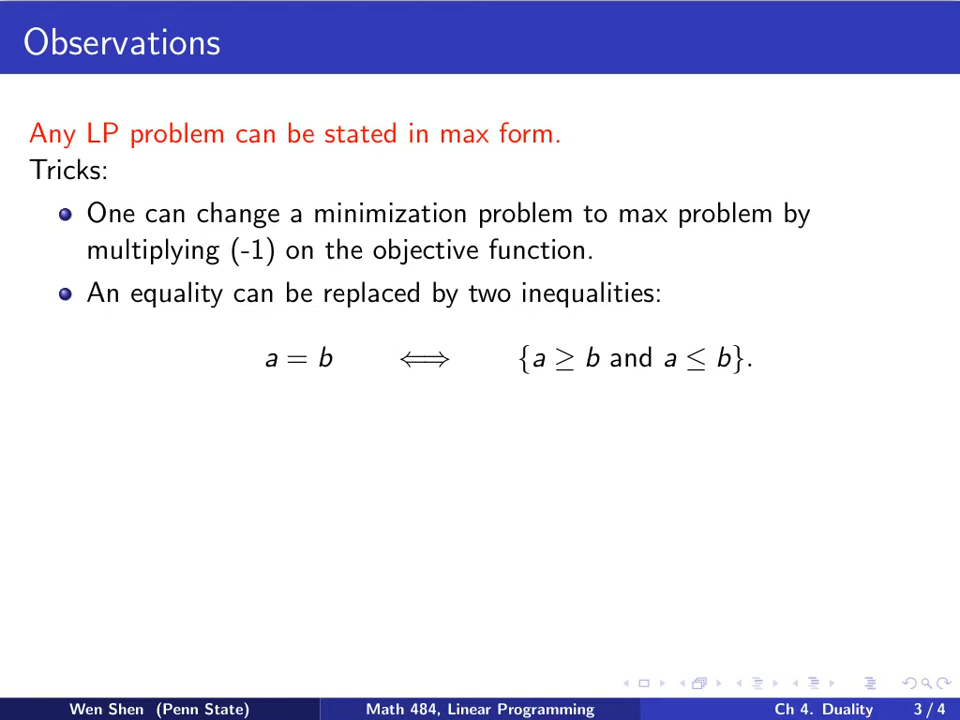 Observations
Any LP problem can be stated in max form.
Tricks:
One can change a minimization problem to max problem by
multiplying (-1) on the objective function.
An equality can be replaced by two inequalities:
a = b ⟺ {a ≥ b and a ≤ b}.
Wen Shen (Penn State) Math 484, Linear Programming Ch 4. Duality 3 / 4